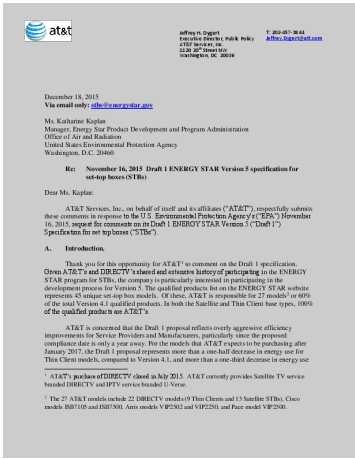 at&t
Jeffrey H. Dygert
Executive Director, Public Policy
AT&T Services, Inc.
1120 20th Street NW
Washington, DC 20036
T: 202-457-3844
Jeffrey.Dygert@att.com
December 18, 2015
Via email only: stbs@energystar.gov
Ms. Katharine Kaplan
Manager, Energy Star Product Development and Program Administration
Office of Air and Radiation
United States Environmental Protection Agency
Washington, D.C. 20460
Re: November 16, 2015 Draft 1 ENERGY STAR Version 5 specification for
set-top boxes (STBs)
Dear Ms. Kaplan:
AT&T Services, Inc., on behalf of itself and its affiliates (“AT&T”), respectfully submits
these comments in response to the U.S. Environmental Protection Agency's (“EPA”) November
16, 2015, request for comments on its Draft 1 ENERGY STAR Version 5 (“Draft 1”)
Specification for set top boxes (“STBs”).
A. Introduction.
Thank you for this opportunity for AT&T1 to comment on the Draft 1 specification.
Given AT&T's and DIRECTV's shared and extensive history of participating in the ENERGY
STAR program for STBs, the company is particularly interested in participating in the
development process for Version 5. The qualified products list on the ENERGY STAR website
represents 45 unique set-top box models. Of these, AT&T is responsible for 27 models2 or 60%
of the total Version 4.1 qualified products. In both the Satellite and Thin Client base types, 100%
of the qualified products are AT&T's.
AT&T is concerned that the Draft 1 proposal reflects overly aggressive efficiency
improvements for Service Providers and Manufacturers, particularly since the proposed
compliance date is only a year away. For the models that AT&T expects to be purchasing after
January 2017, the Draft 1 proposal represents more than a one-half decrease in energy use for
Thin Client models, compared to Version 4.1, and more than a one-third decrease in energy use
1 AT&T's purchase of DIRECTV closed in July 2015. AT&T currently provides Satellite TV service
branded DIRECTV and IPTV service branded U-Verse.
2 The 27 AT&T models include 22 DIRECTV models (9 Thin Clients and 13 Satellite STBs), Cisco
models ISB7105 and ISB7500, Arris models VIP2502 and VIP2250, and Pace model VIP2500.